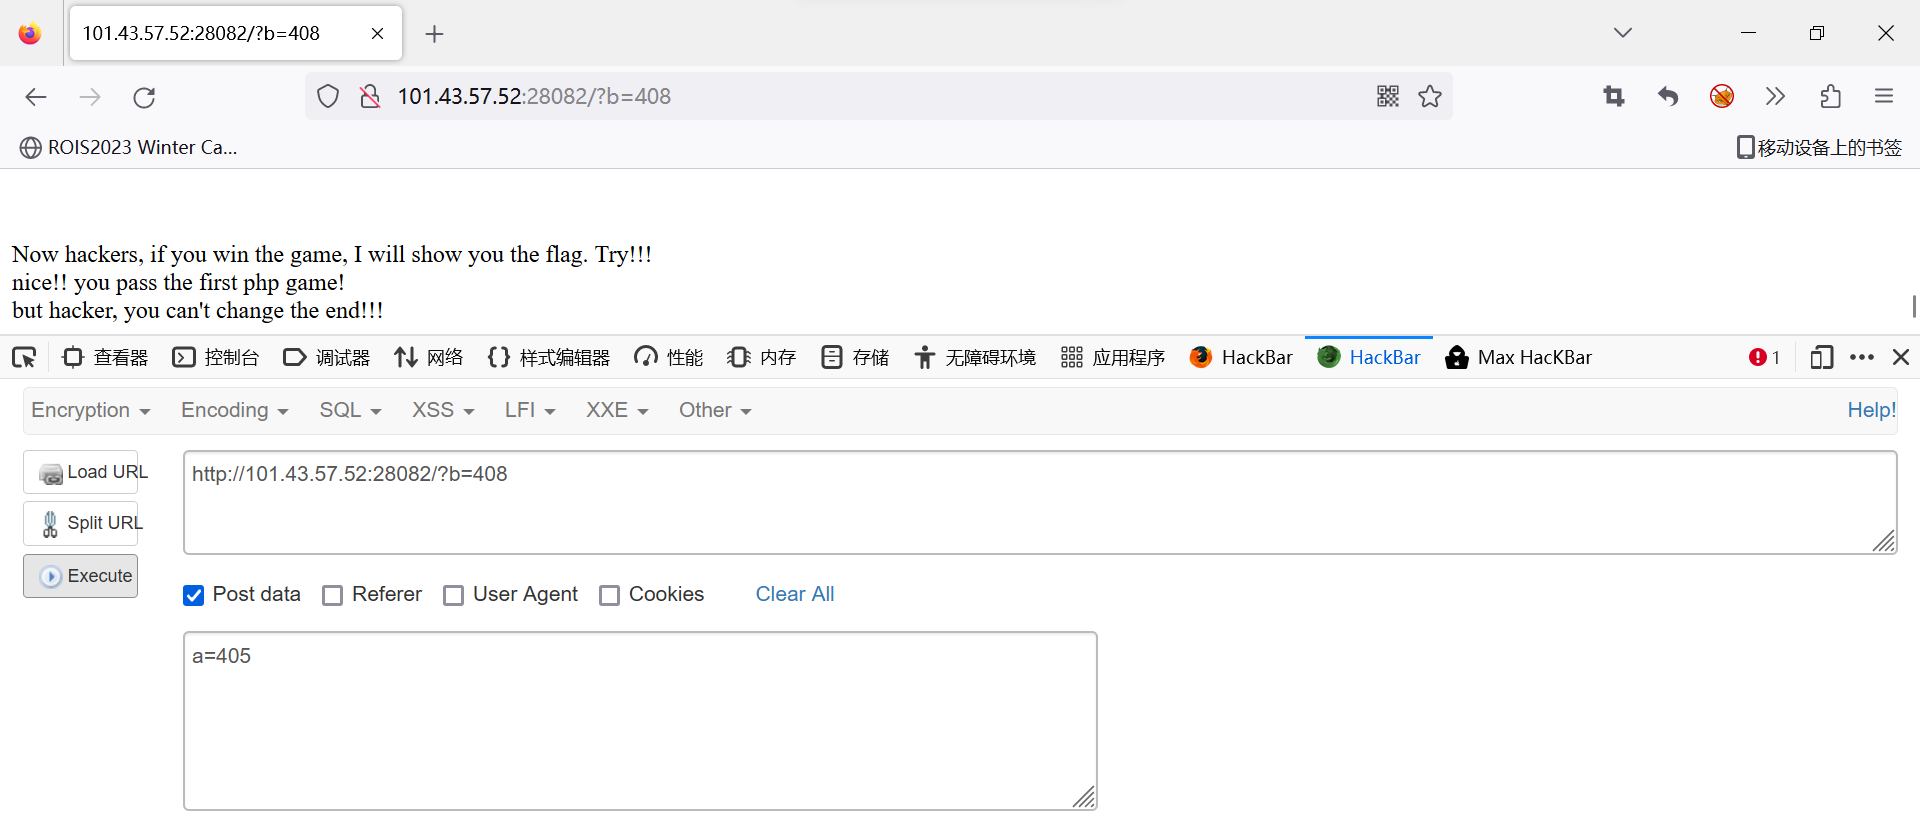 101.43.57.52:28082/?b=408
101.43.57.52:28082/?b=408
ROIS2023 Winter Ca...
移动设备上的书签
Now hackers, if you win the game, I will show you the flag. Try!!!
nice!! you pass the first php game!
but hacker, you can't change the end!!!
查看器 控制台 调试器 网络 样式编辑器 性能 内存 存储 无障碍环境 应用程序 HackBar HackBar Max HacKBar 1
Encryption Encoding SQL XSS LFI XXE Other Help!
Load URL
http://101.43.57.52:28082/?b=408
Split URL
Execute
Post data Referer User Agent Cookies Clear All
a=405